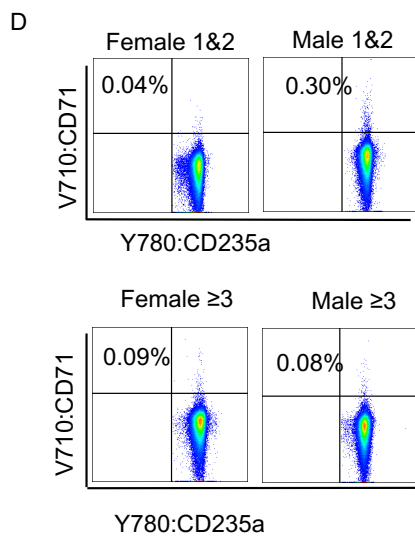 D
Female 1&2 Male 1&2
0.04% 0.30%
V710:CD71
Y780:CD235a
Female ≥3 Male ≥3
0.09% 0.08%
V710:CD71
Y780:CD235a